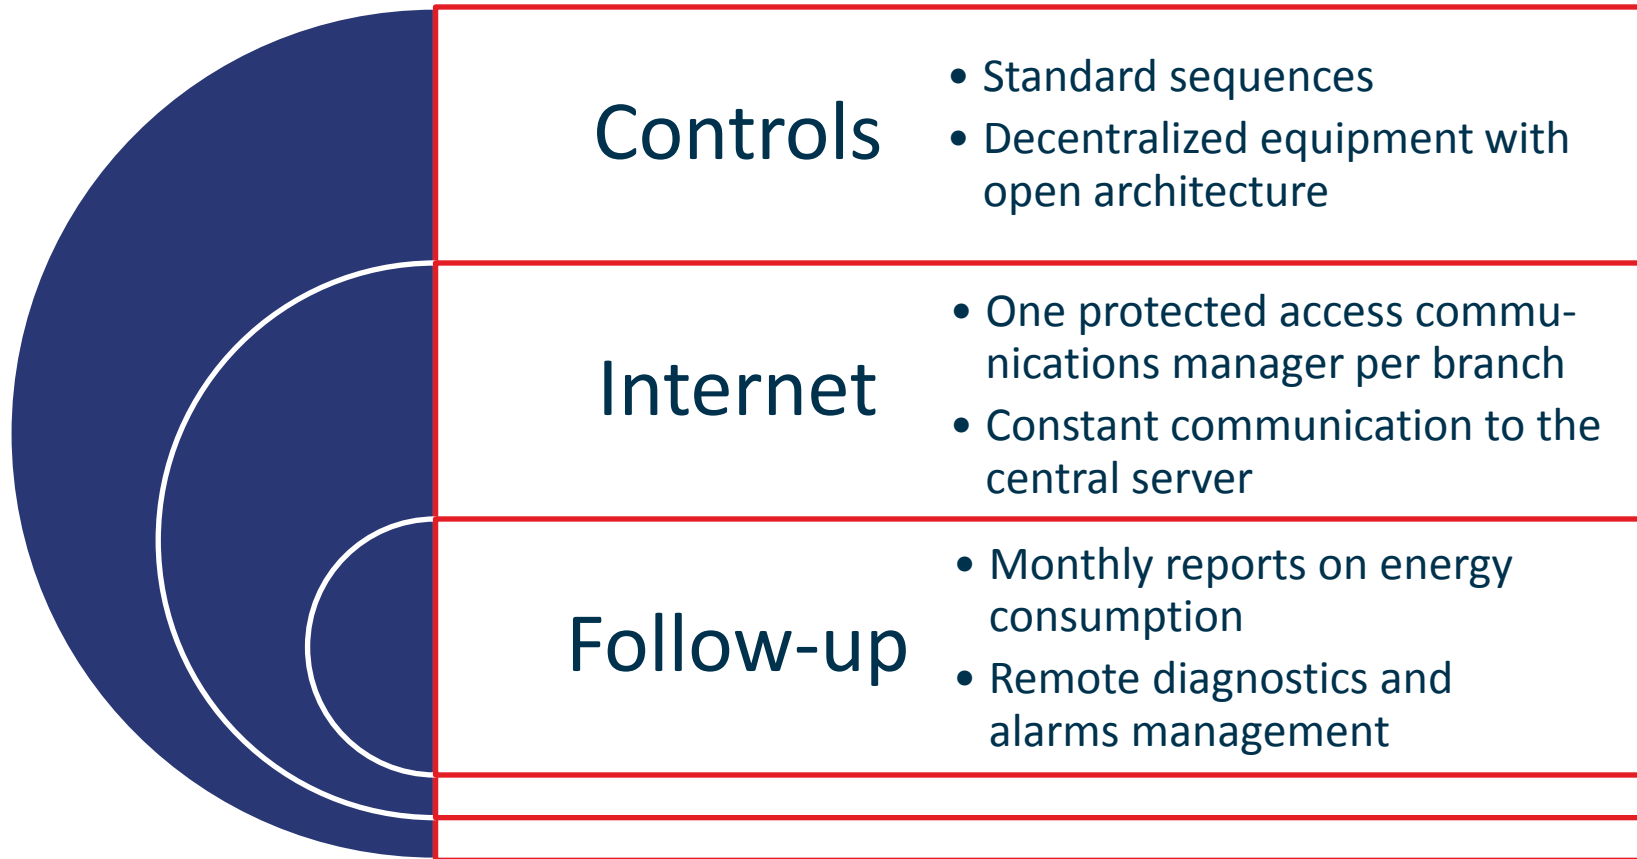 Controls
• Standard sequences
• Decentralized equipment with
open architecture
Internet
• One protected access commu-
nications manager per branch
• Constant communication to the
central server
Follow-up
• Monthly reports on energy
consumption
• Remote diagnostics and
alarms management